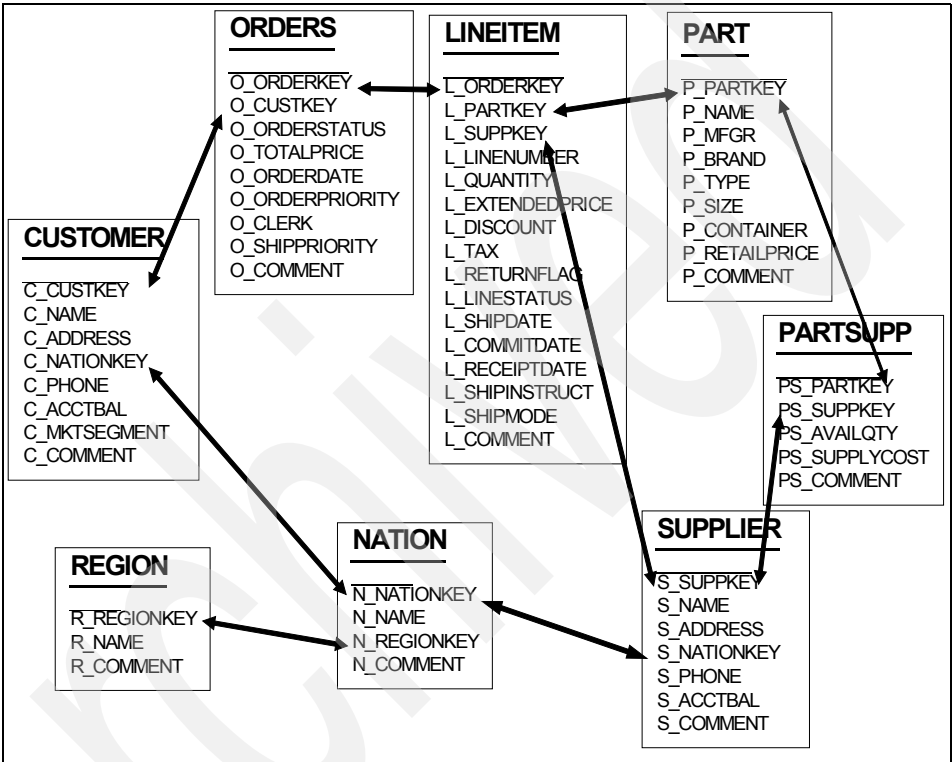 ORDERS
O_ORDERKEY
O_CUSTKEY
O_ORDERSTATUS
O_TOTALPRICE
O_ORDERDATE
O_ORDERPRIORITY
O_CLERK
O_SHIPPRIORITY
O_COMMENT
LINEITEM
L_ORDERKEY
L_PARTKEY
L_SUPPKEY
L_LINENUMBER
L_QUANTITY
L_EXTENDEDPRICE
L_DISCOUNT
L_TAX
L_RETURNFLAG
L_LINESTATUS
L_SHIPDATE
L_COMMITDATE
L_RECEIPTDATE
L_SHIPINSTRUCT
L_SHIPMODE
L_COMMENT
PART
P_PARTKEY
P_NAME
P_MFGR
P_BRAND
P_TYPE
P_SIZE
P_CONTAINER
P_RETAILPRICE
P_COMMENT
CUSTOMER
C_CUSTKEY
C_NAME
C_ADDRESS
C_NATIONKEY
C_PHONE
C_ACCTBAL
C_MKTSEGMENT
C_COMMENT
PARTSUPP
PS_PARTKEY
PS_SUPPKEY
PS_AVAILQTY
PS_SUPPLYCOST
PS_COMMENT
REGION
R_REGIONKEY
R_NAME
R_COMMENT
NATION
N_NATIONKEY
N_NAME
N_REGIONKEY
N_COMMENT
SUPPLIER
S_SUPPKEY
S_NAME
S_ADDRESS
S_NATIONKEY
S_PHONE
S_ACCTBAL
S_COMMENT
rchived